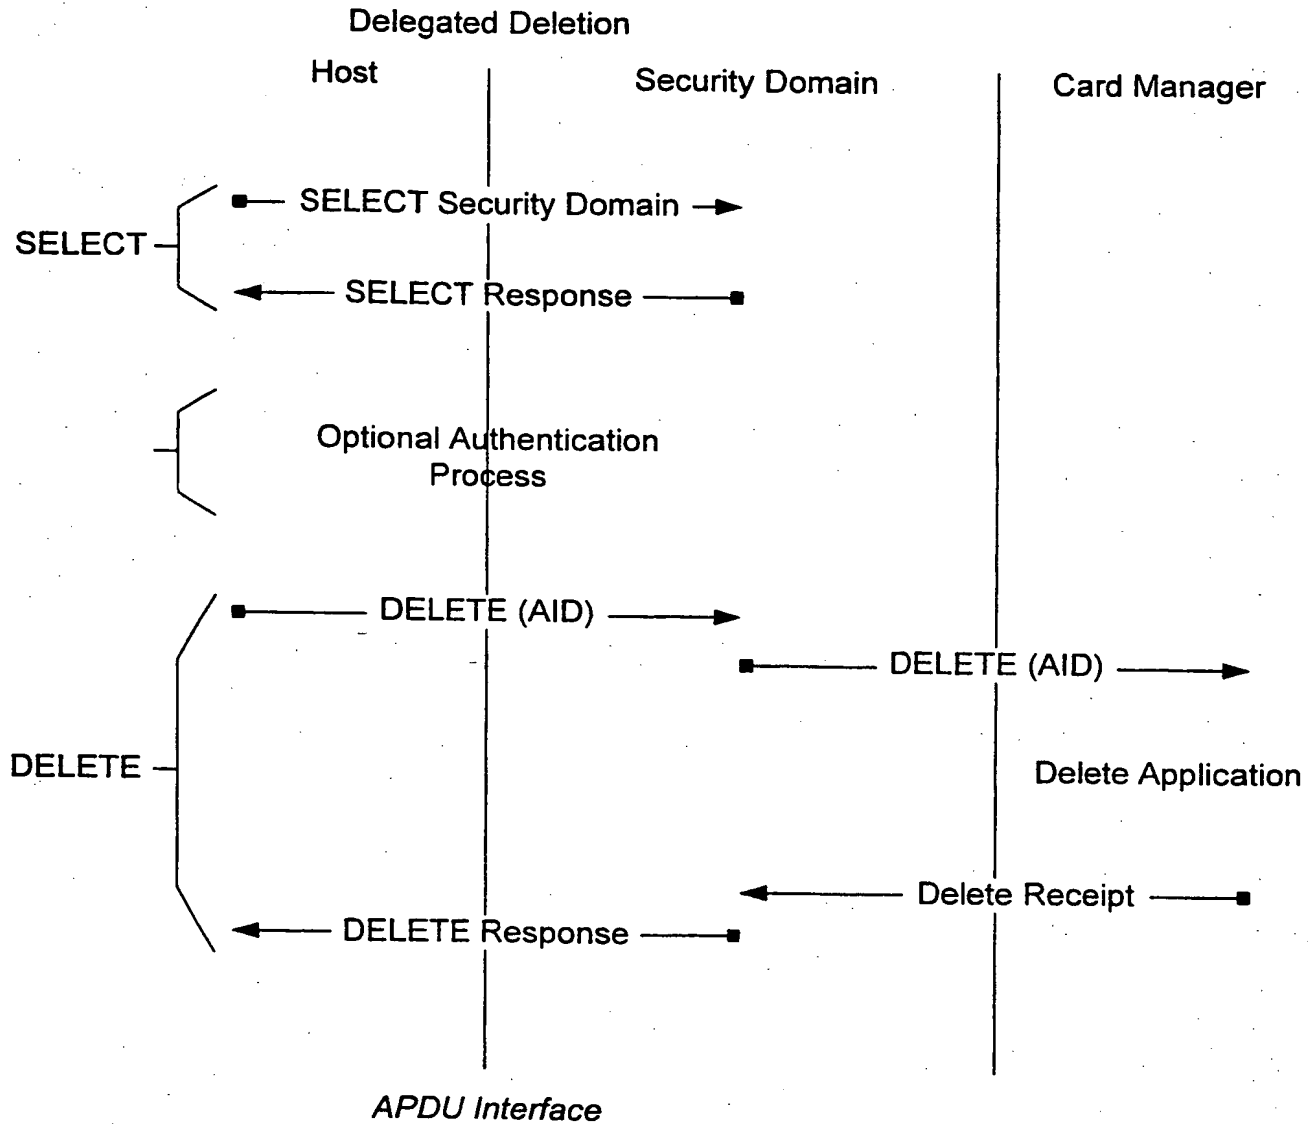 Delegated Deletion
Host
Security Domain
Card Manager
SELECT Security Domain
SELECT
SELECT Response
Optional Authentication
Process
DELETE (AID)
DELETE (AID)
DELETE
Delete Application
Delete Receipt
DELETE Response
APDU Interface